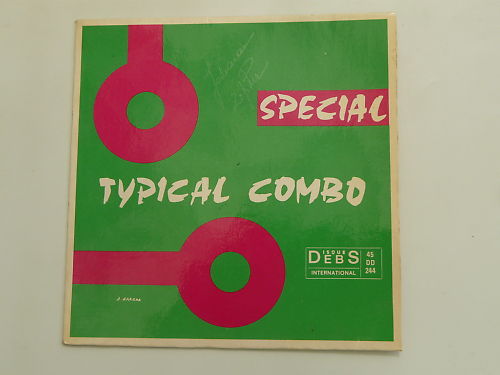 SPECIAL
TYPICAL COMBO
DISQUES DEBS
INTERNATIONAL
45
DD
244